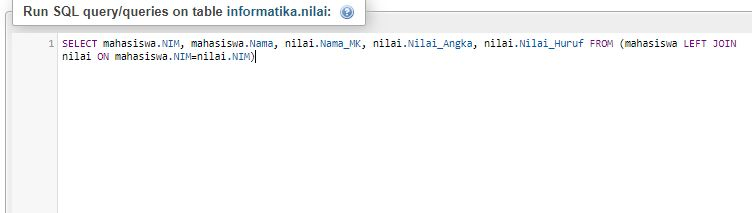 Run SQL query/queries on table informatika.nilai:
1 SELECT mahasiswa.NIM, mahasiswa.Nama, nilai.Nama_MK, nilai.Nilai_Angka, nilai.Nilai_Huruf FROM (mahasiswa LEFT JOIN
nilai ON mahasiswa.NIM=nilai.NIM)